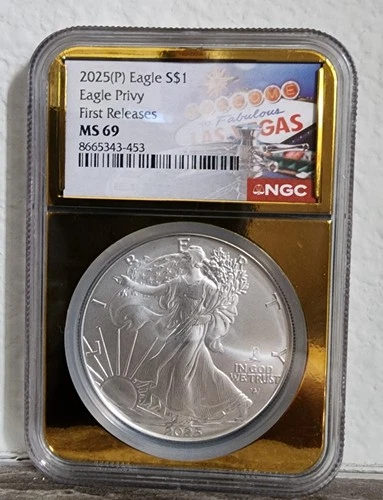 2025(P) Eagle S$1
Eagle Privy
First Releases
MS 69
8665343-453
WELCOME
Fabulous
LAS VEGAS
NGC
LIBERTY
IN GOD
WE TRUST
2025